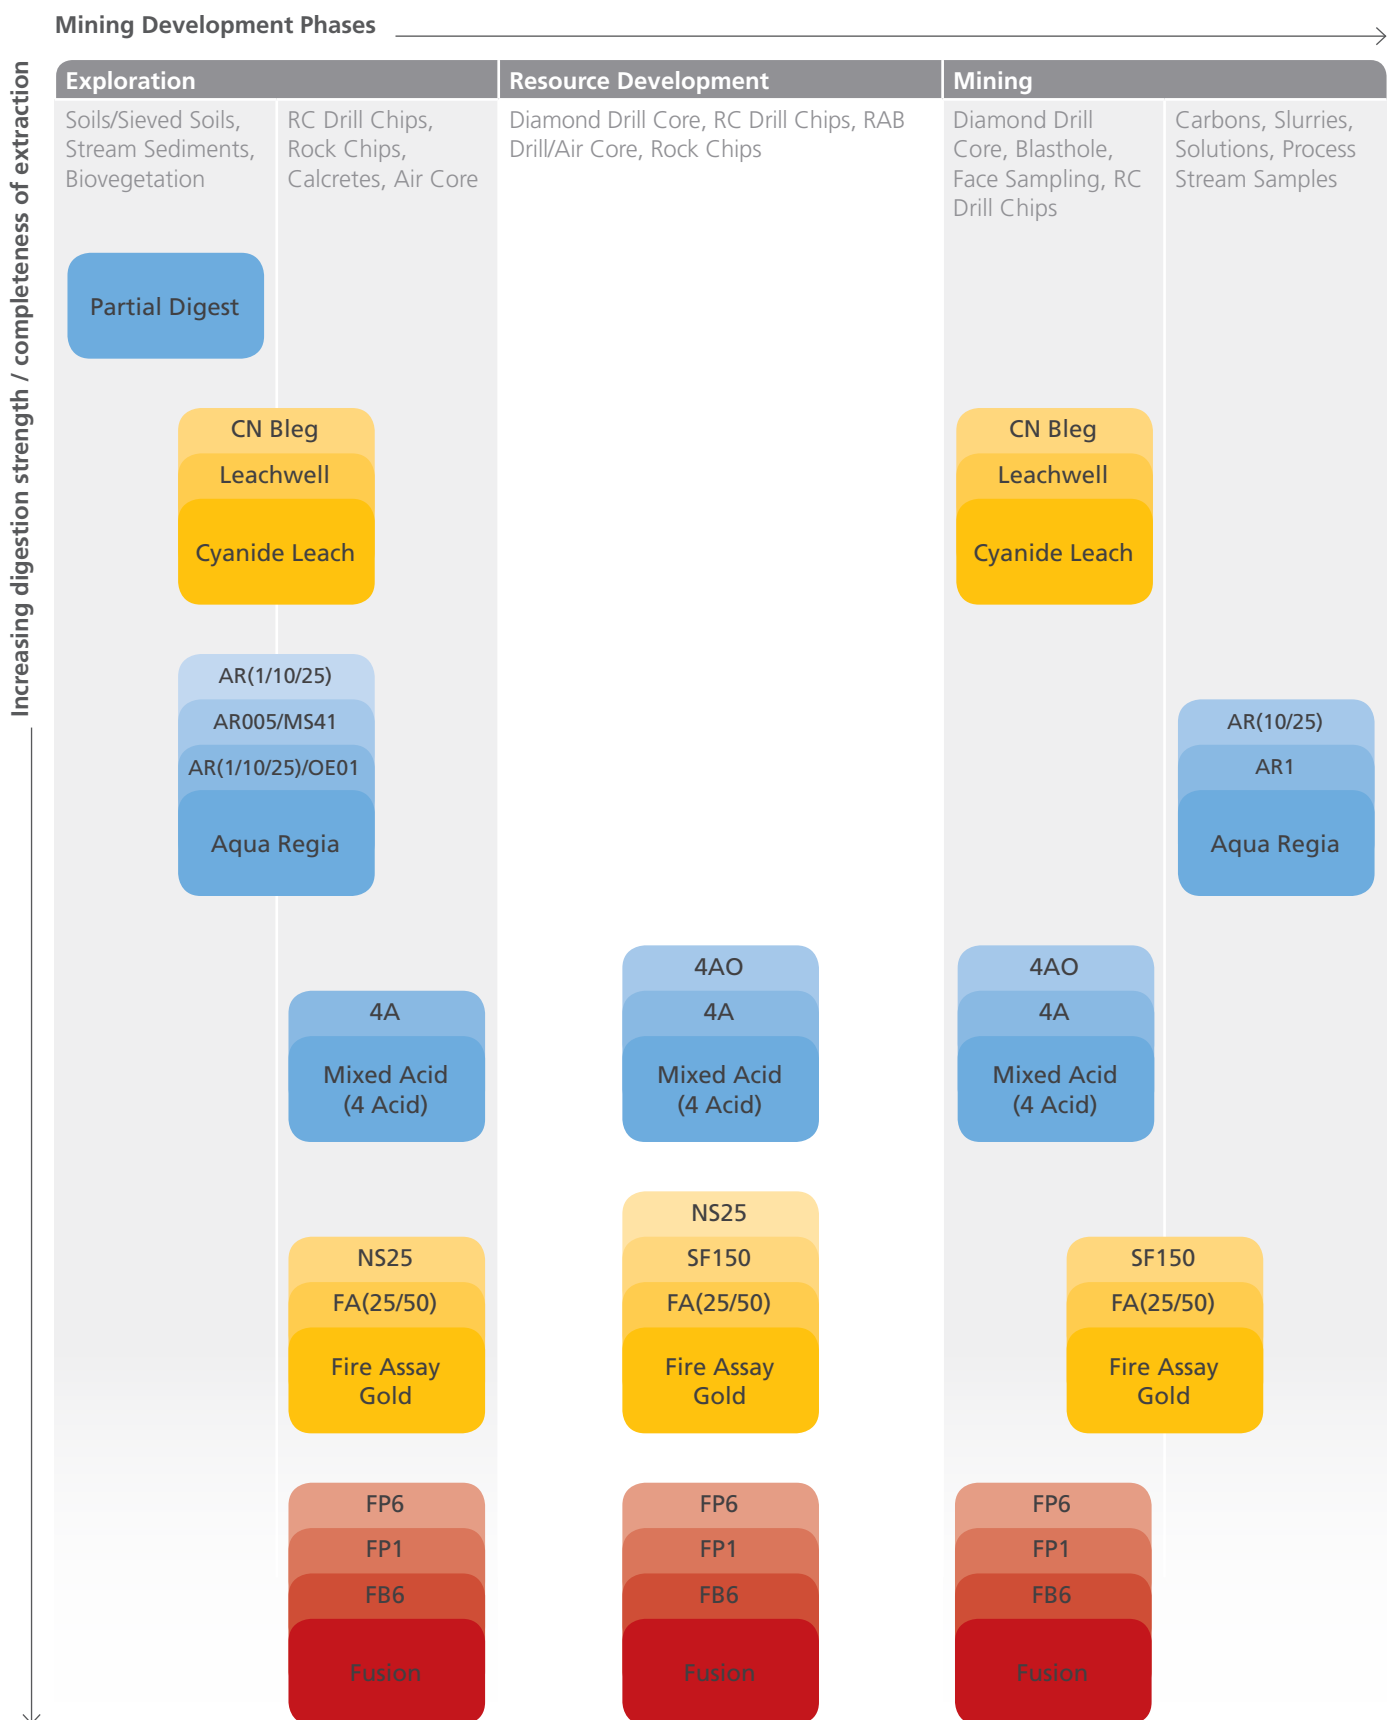 Mining Development Phases
Increasing digestion strength / completeness of extraction
Exploration
Resource Development
Mining
Soils/Sieved Soils,
Stream Sediments,
Biovegetation
RC Drill Chips,
Rock Chips,
Calcretes, Air Core
Diamond Drill Core, RC Drill Chips, RAB
Drill/Air Core, Rock Chips
Diamond Drill
Core, Blasthole,
Face Sampling, RC
Drill Chips
Carbons, Slurries,
Solutions, Process
Stream Samples
Partial Digest
CN Bleg
Leachwell
Cyanide Leach
CN Bleg
Leachwell
Cyanide Leach
AR(1/10/25)
AR005/MS41
AR(1/10/25)/OE01
Aqua Regia
AR(10/25)
AR1
Aqua Regia
4A
Mixed Acid
(4 Acid)
4AO
4A
Mixed Acid
(4 Acid)
4AO
4A
Mixed Acid
(4 Acid)
NS25
FA(25/50)
Fire Assay
Gold
NS25
SF150
FA(25/50)
Fire Assay
Gold
SF150
FA(25/50)
Fire Assay
Gold
FP6
FP1
FB6
Fusion
FP6
FP1
FB6
Fusion
FP6
FP1
FB6
Fusion